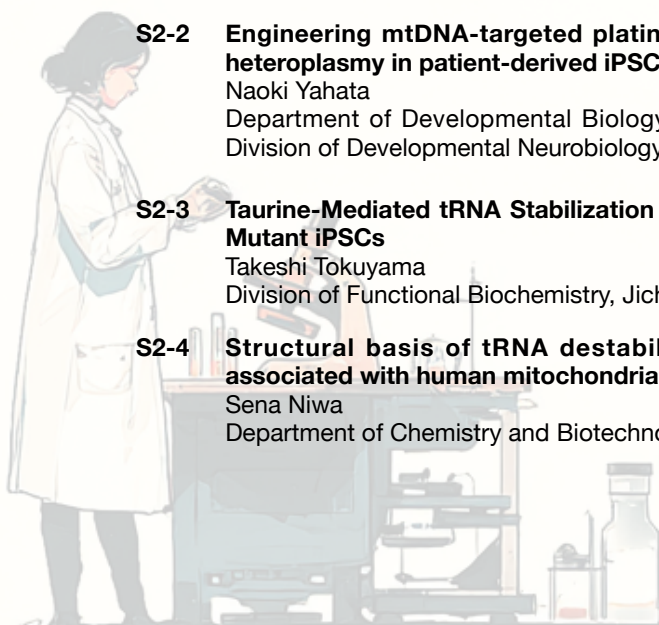 S2-2 Engineering mtDNA-targeted platin
heteroplasmy in patient-derived iPSC
Naoki Yahata
Department of Developmental Biology
Division of Developmental Neurobiology
S2-3 Taurine-Mediated tRNA Stabilization
Mutant iPSCs
Takeshi Tokuyama
Division of Functional Biochemistry, Jich
S2-4 Structural basis of tRNA destabil
associated with human mitochondria
Sena Niwa
Department of Chemistry and Biotechno